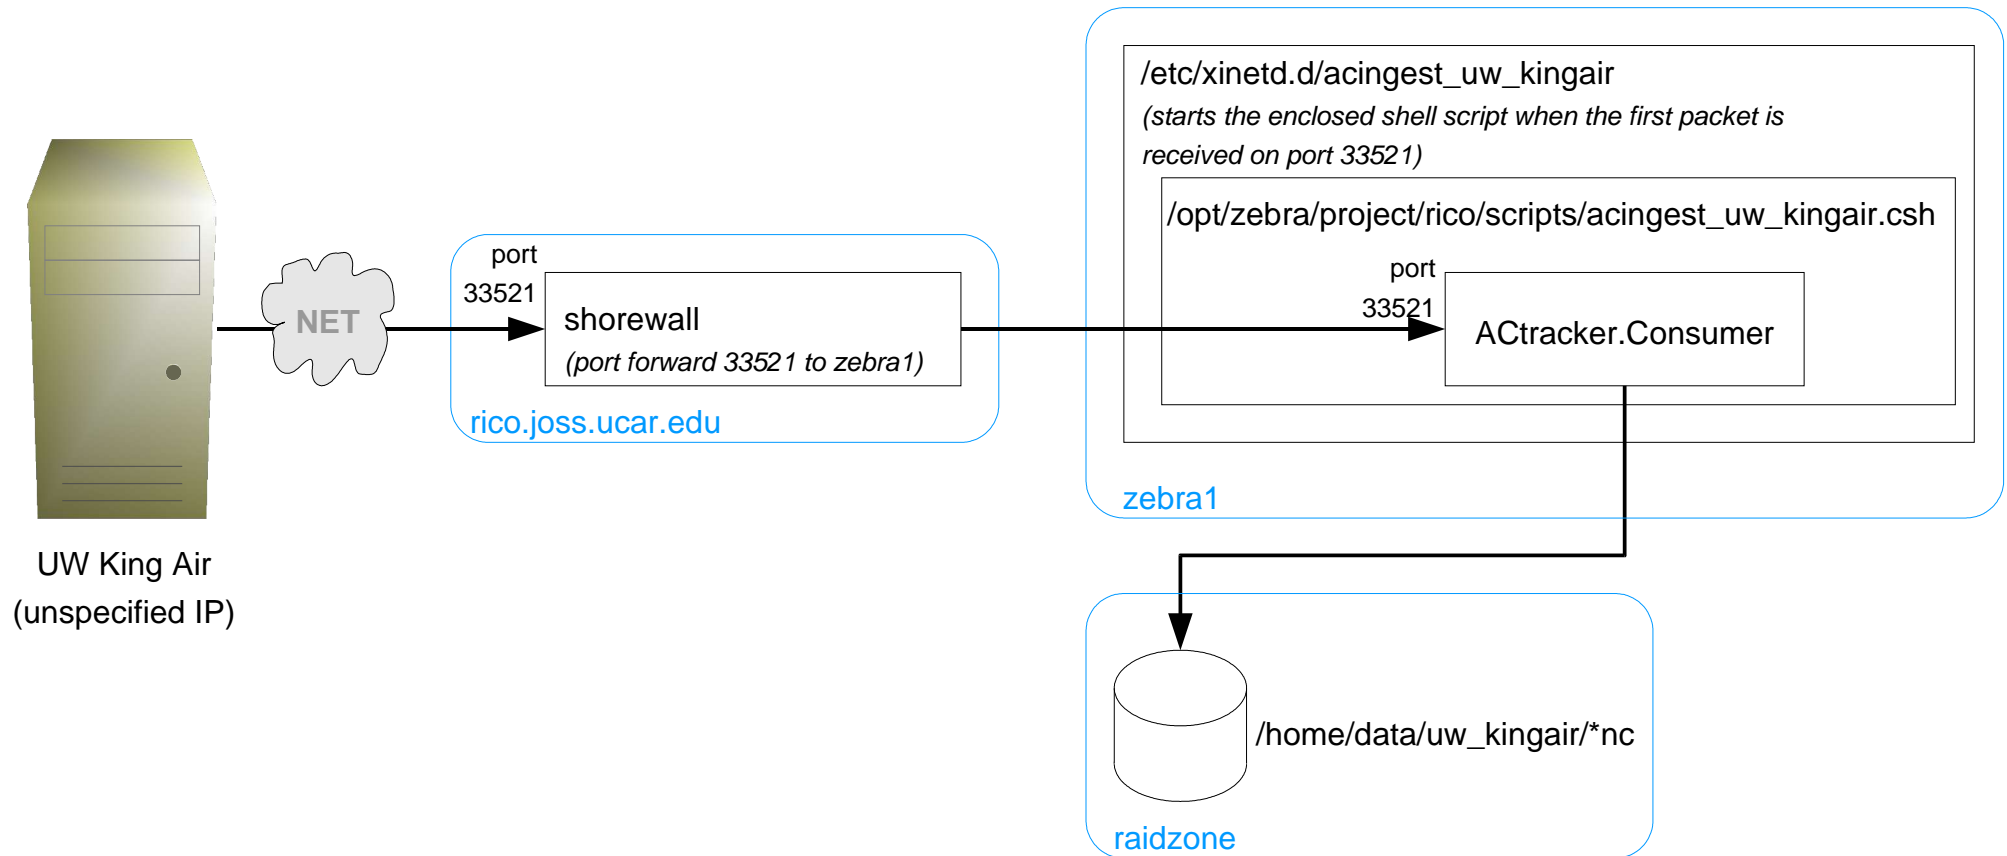 UW King Air
(unspecified IP)
NET
port
33521
shorewall
(port forward 33521 to zebra1)
rico.joss.ucar.edu
/etc/xinetd.d/acingest_uw_kingair
(starts the enclosed shell script when the first packet is
received on port 33521)
/opt/zebra/project/rico/scripts/acingest_uw_kingair.csh
port
33521
ACtracker.Consumer
zebra1
/home/data/uw_kingair/*nc
raidzone